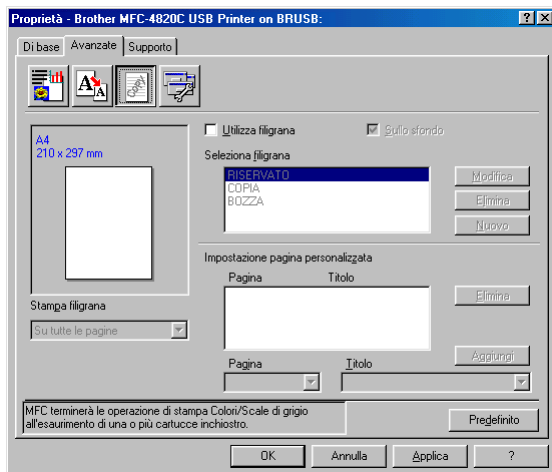 Proprietà - Brother MFC-4820C USB Printer on BRUSB:
Di base Avanzate Supporto
A4
210 x 297 mm
Utilizza filigrana Sullo sfondo
Seleziona filigrana
RISERVATO
COPIA
BOZZA
Modifica
Elimina
Nuovo
Impostazione pagina personalizzata
Pagina Titolo
Elimina
Stampa filigrana
Su tutte le pagine
Aggiungi
Pagina Titolo
MFC terminerà le operazione di stampa Colori/Scale di grigio
all'esaurimento di una o più cartucce inchiostro.
Predefinito
OK Annulla Applica ?